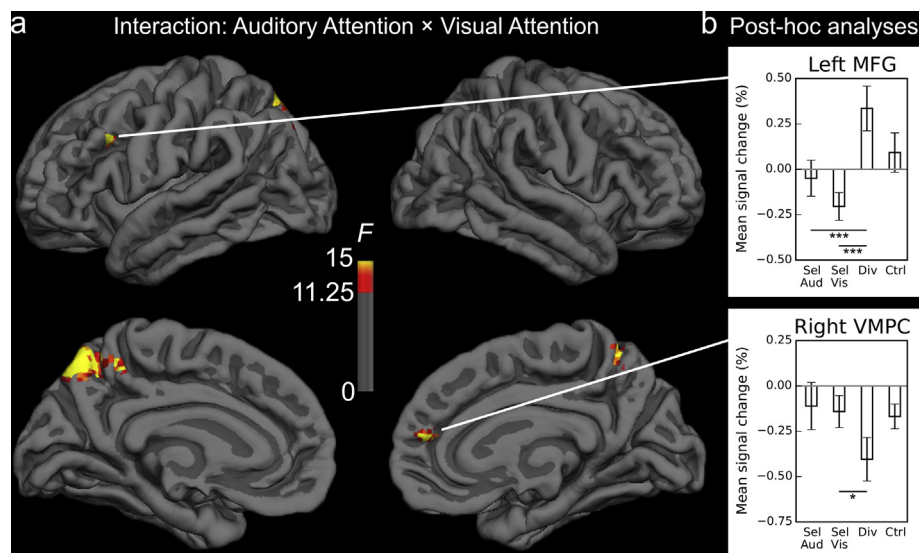 a Interaction: Auditory Attention × Visual Attention
b Post-hoc analyses
Left MFG
Mean signal change (%)
0.50
0.25
0.00
−0.25
−0.50
***
***
Sel Aud
Sel Vis
Div
Ctrl
F
15
11.25
0
Right VMPC
Mean signal change (%)
0.25
0.00
−0.25
−0.50
−0.75
*
Sel Aud
Sel Vis
Div
Ctrl